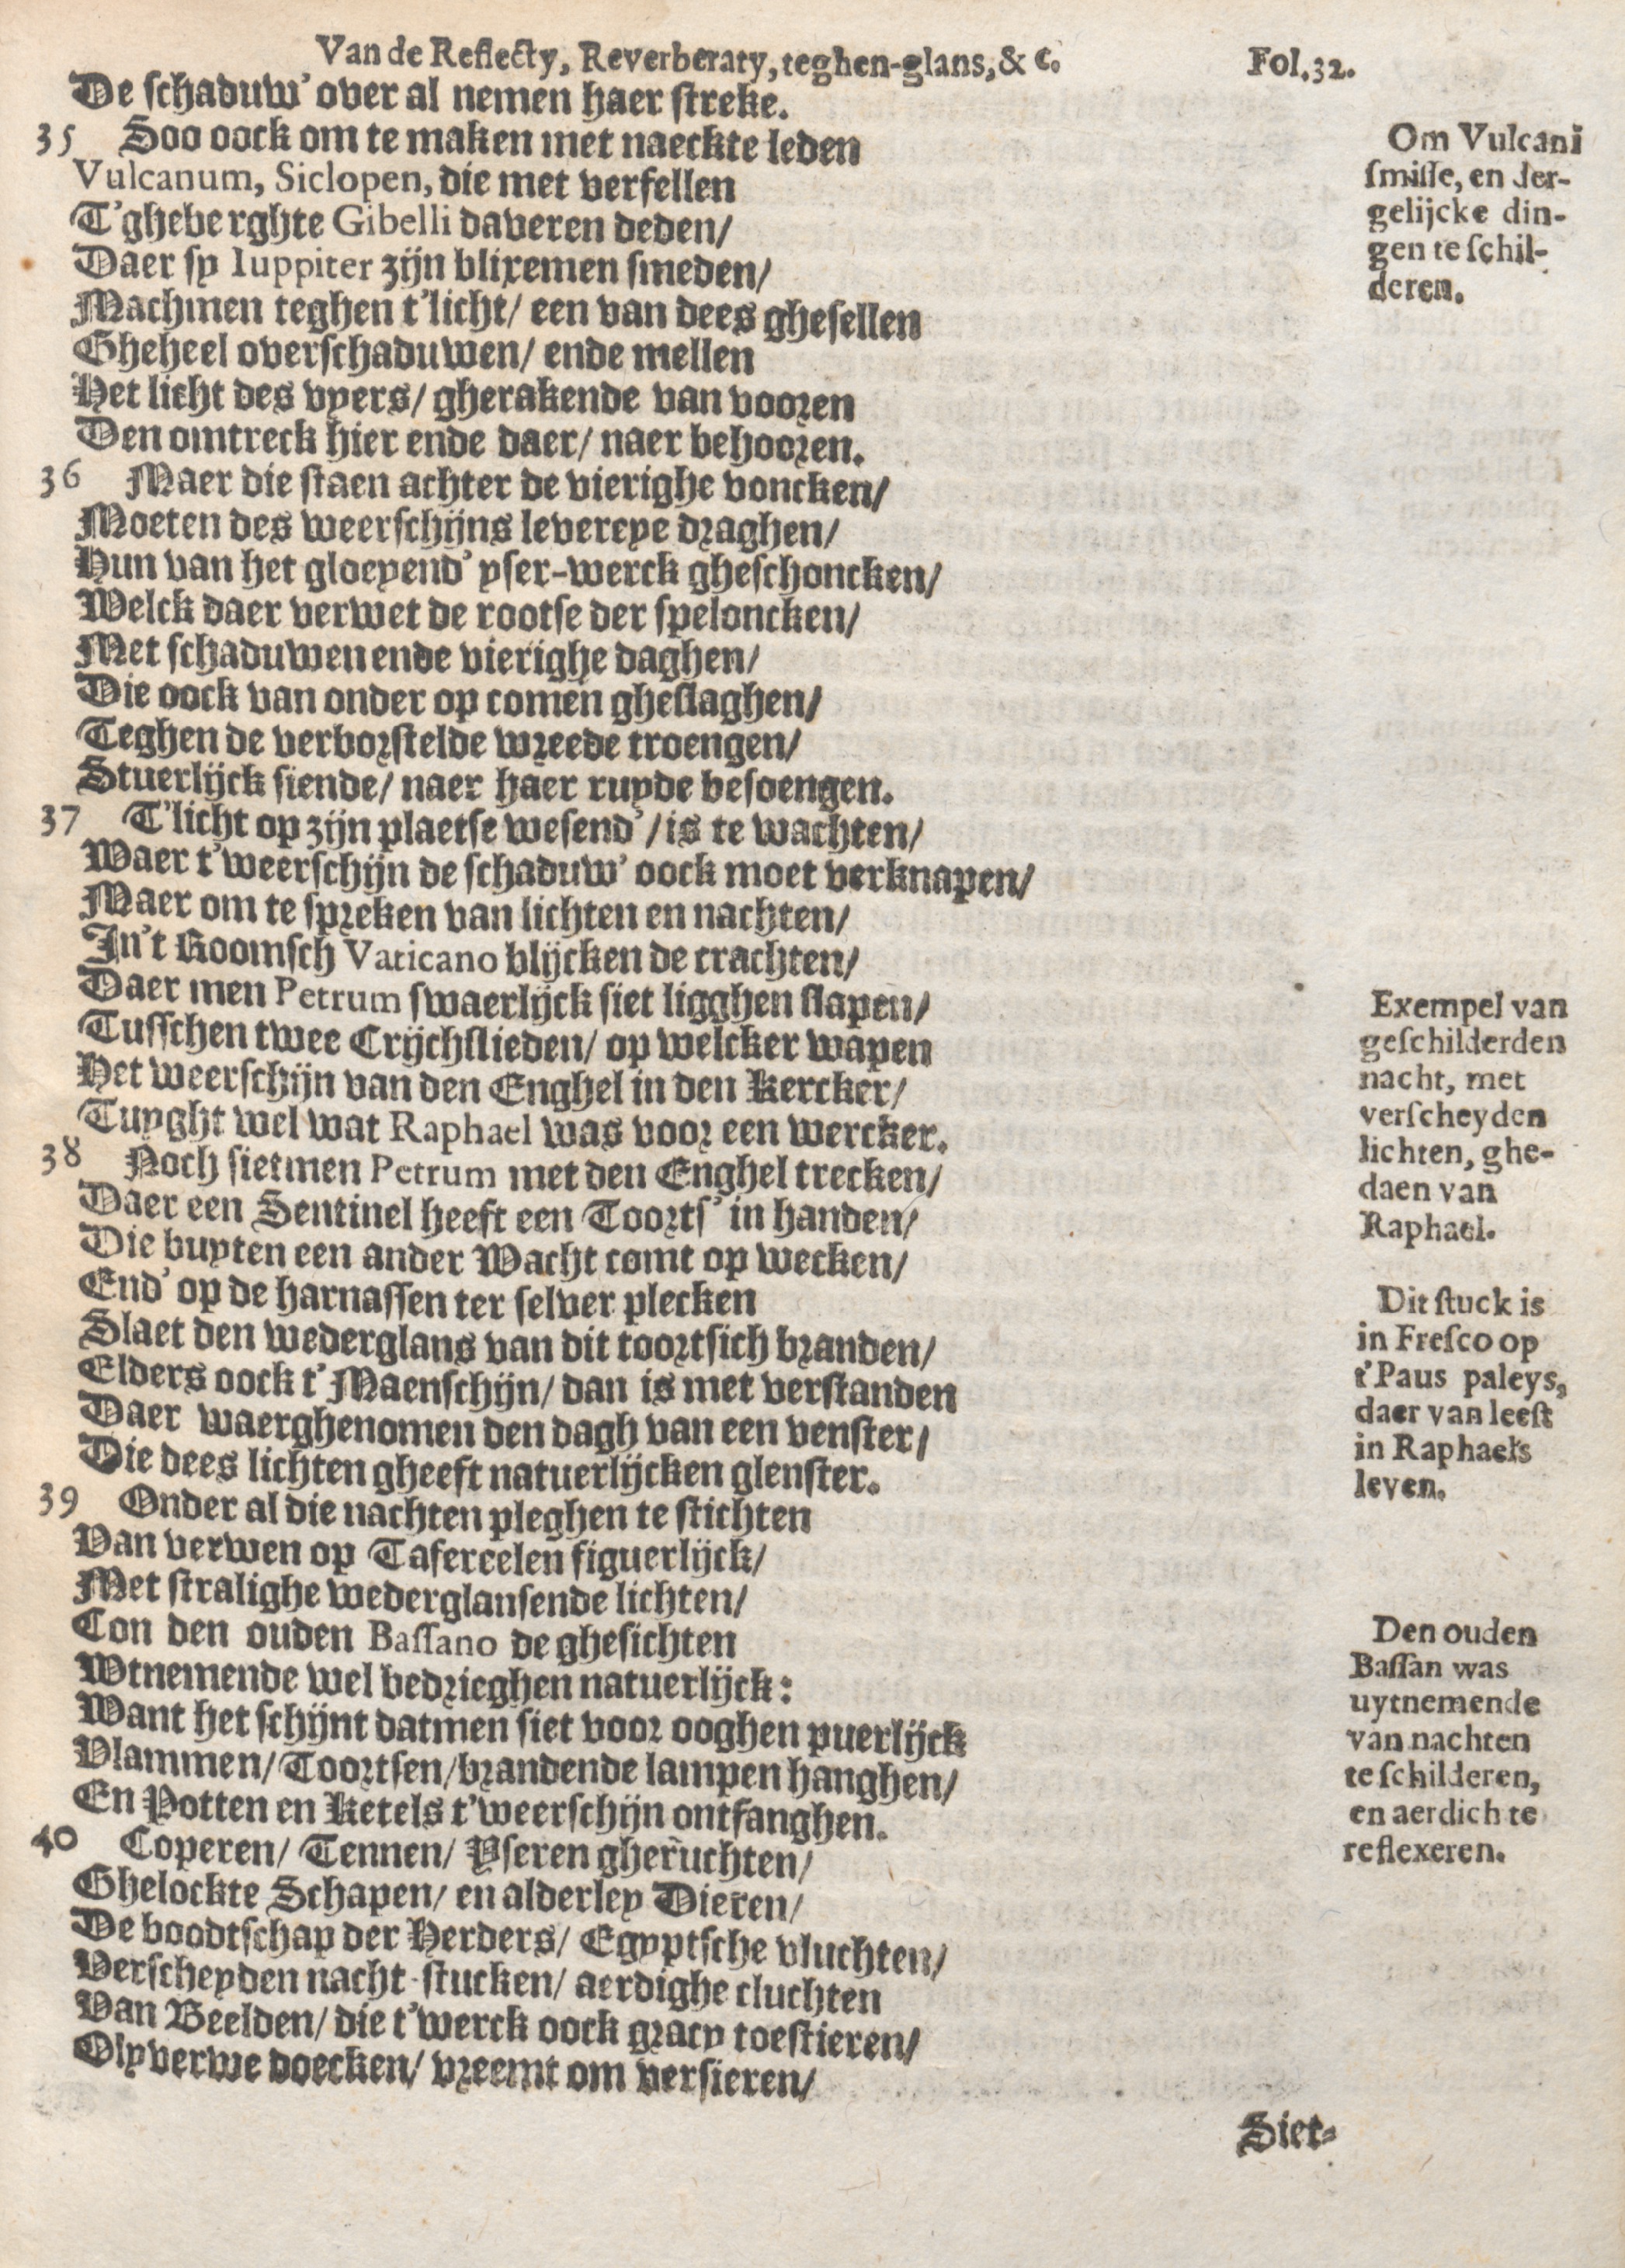 Van de Reflecty, Reverberaty, teghen-glans, & c. Fol. 32.
De schaduw' over al nemen haer streke.
35 Soo oock om te maken met naeckte leden
Vulcanum, Siclopen, die met verfellen
T'gheberghte Gibelli daveren deden/
Daer sy Iuppiter zijn blixemen smeden/
Machmen teghen t'licht/ een van dees ghesellen
Gheheel overschaduwen/ ende mellen
Het licht des vyers/ gherakende van vooren
Den omtreck hier ende daer/ naer behooren.
36 Maer die staen achter de vierighe voncken/
Moeten des weerschijns levereye draghen/
Hun van het gloeyend' yser-werck gheschoncken/
Welck daer verwet de rootse der speloncken/
Met schaduwen ende vierighe daghen/
Die oock van onder op comen gheslaghen/
Teghen de verborstelde wreede troengen/
Stuerlijck siende/ naer haer ruyde besoengen.
37 T'licht op zijn plaetse wesend'/ is te wachten/
Waer t'weerschijn de schaduw' oock moet verknapen/
Maer om te spreken van lichten en nachten/
In't Roomsch Vaticano blijcken de crachten/
Daer men Petrum swaerlijck siet ligghen slapen/
Tusschen twee Crijchslieden/ op welcker wapen
Het weerschijn van den Enghel in den Kercker/
Tuyght wel wat Raphael was voor een wercker.
38 Noch sietmen Petrum met den Enghel trecken/
Daer een Sentinel heeft een Toorts' in handen/
Die buyten een ander Wacht comt op wecken/
End' op de harnassen ter selver plecken
Slaet den wederglans van dit toortsich branden/
Elders oock t'Maenschijn/ dan is met verstanden
Daer waerghenomen den dagh van een venster/
Die dees lichten gheeft natuerlijcken glenster.
39 Onder al die nachten pleghen te stichten
Van verwen op Tafereelen figuerlijck/
Met stralighe wederglansende lichten/
Con den ouden Bassano de ghesichten
Wtnemende wel bedrieghen natuerlijck:
Want het schijnt datmen siet voor ooghen puerlijck
Vlammen/ Toortsen/ brandende lampen hanghen/
En Potten en Ketels t'weerschijn ontfanghen.
40 Coperen/ Tennen/ Yseren gheruchten/
Ghelockte Schapen/ en alderley Dieren/
De boodtschap der Herders/ Egyptsche vluchten/
Verscheyden nacht-stucken/ aerdighe cluchten
Van Beelden/ die t'werck oock gracy toestieren/
Olyverwe doecken/ vreemt om versieren/
Siet-
Om Vulcani
smisse, en der-
gelijcke din-
gen te schil-
deren.
Exempel van
geschilderden
nacht, met
verscheyden
lichten, ghe-
daen van
Raphael.
Dit stuck is
in Fresco op
t'Paus paleys,
daer van leest
in Raphaels
leven.
Den ouden
Bassan was
uytnemende
van nachten
te schilderen,
en aerdich te
reflexeren.